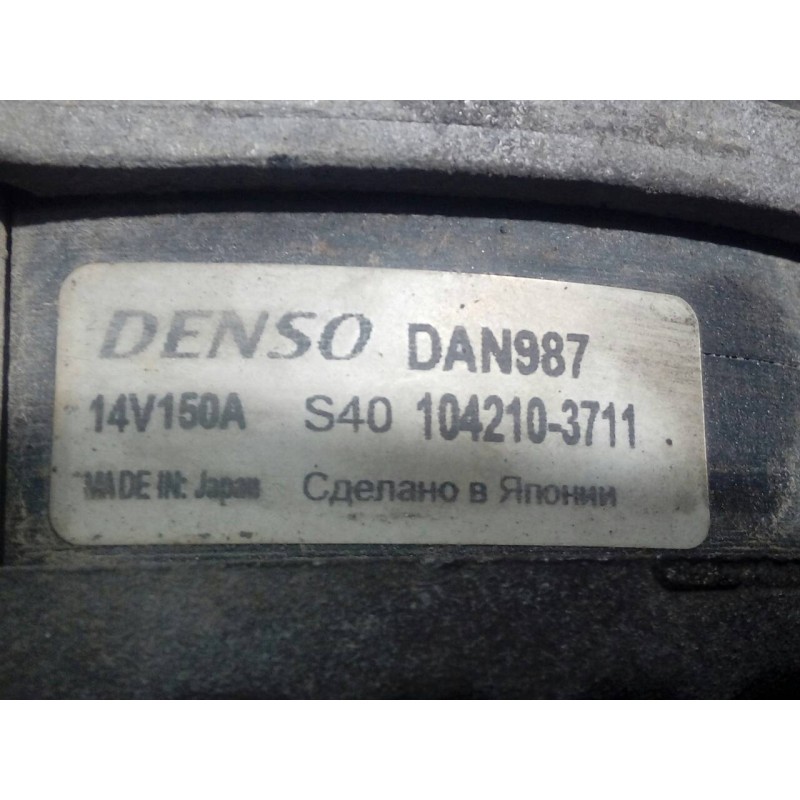 DENSO DAN987
14V150A S40 104210-3711
MADE IN: Japan Сделано в Японии